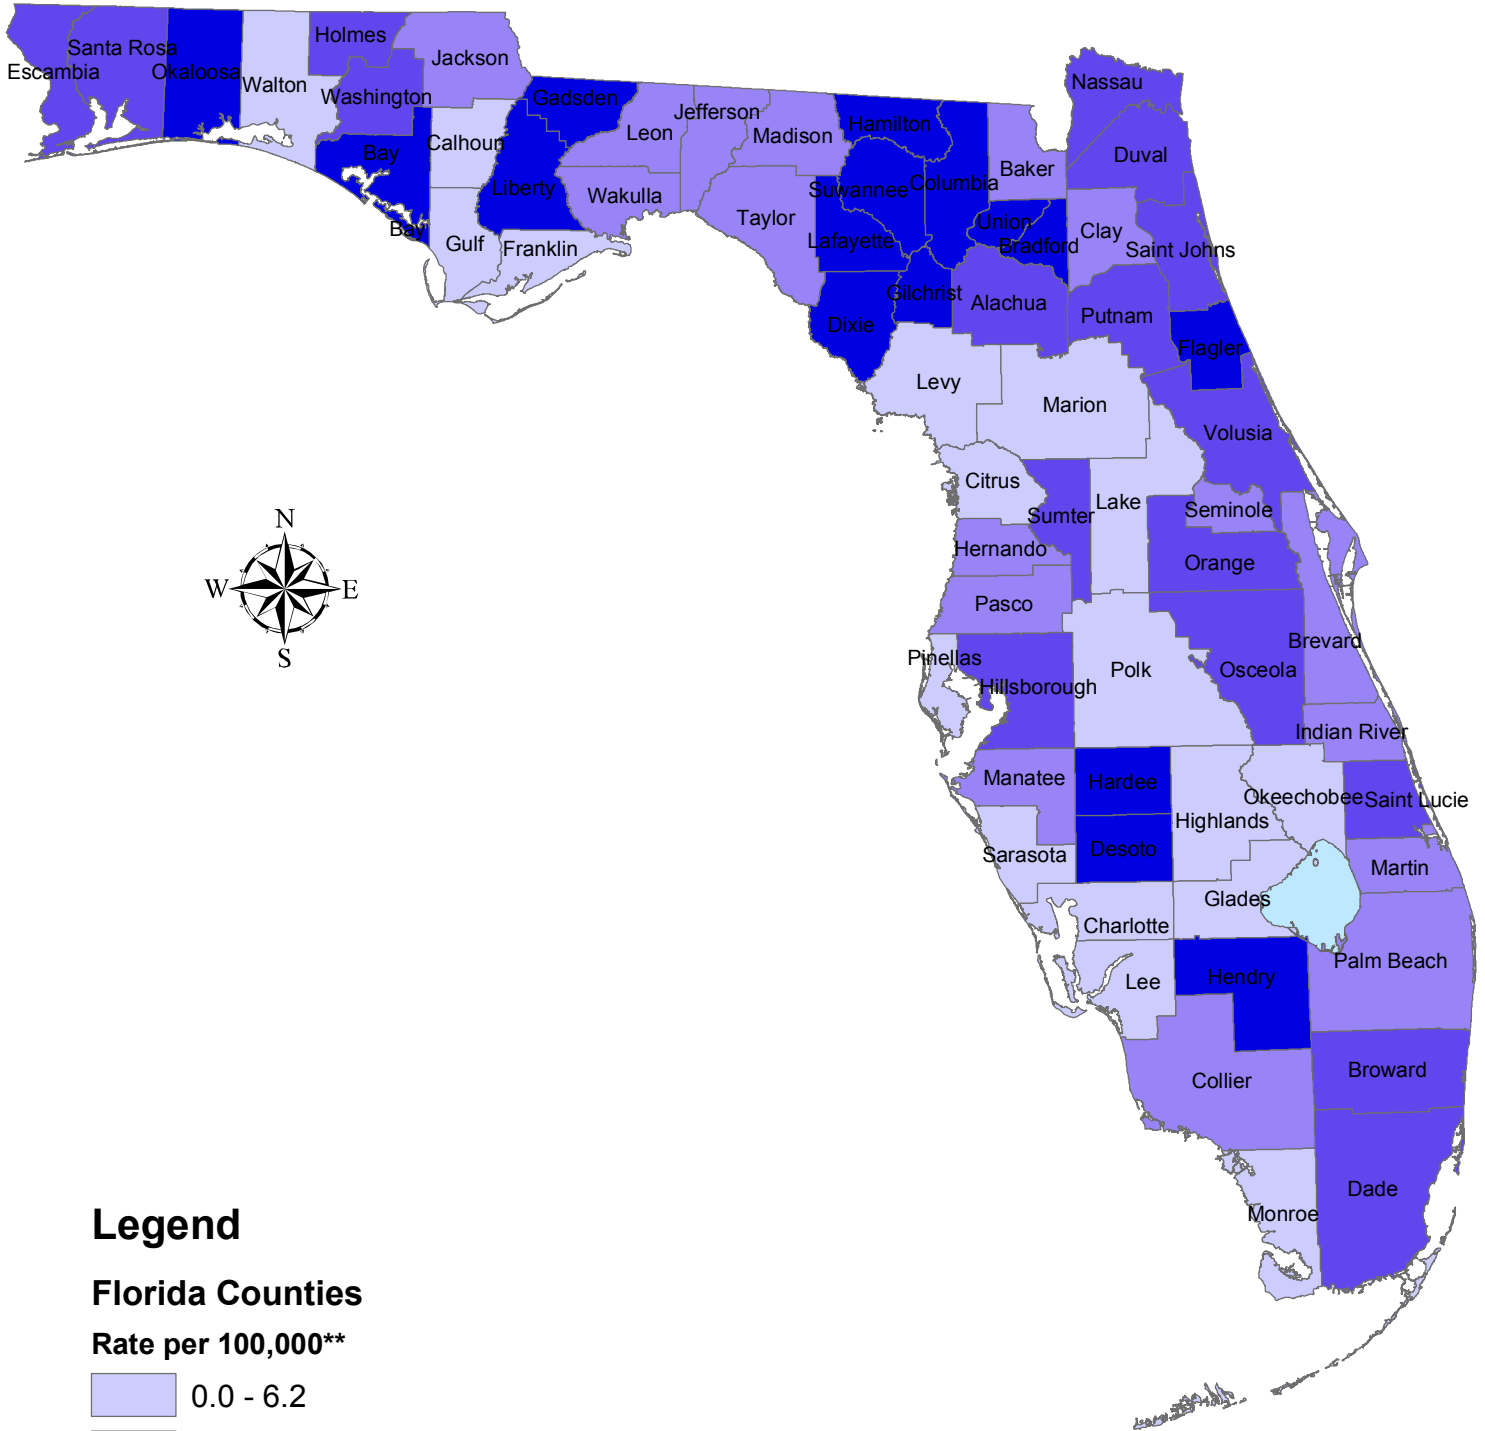 Holmes
Santa Rosa
Jackson
Escambia
Okaloosa
Walton
Nassau
Washington
Gadsden
Jefferson
Leon
Madison
Hamilton
Calhoun
Bay
Duval
Baker
Liberty
Wakulla
Suwannee
Columbia
Taylor
Union
Bay
Gulf
Franklin
Lafayette
Bradford
Clay
Saint Johns
Gilchrist
Alachua
Dixie
Putnam
Flagler
Levy
Marion
Volusia
Citrus
Lake
Sumter
Seminole
Hernando
Orange
Pasco
Brevard
Pinellas
Polk
Osceola
Hillsborough
Indian River
Manatee
Hardee
Okeechobee
Saint Lucie
Highlands
Desoto
Sarasota
Martin
Glades
Charlotte
Palm Beach
Hendry
Lee
Broward
Collier
Dade
Monroe
N
W
E
S
Legend
Florida Counties
Rate per 100,000**
0.0 - 6.2